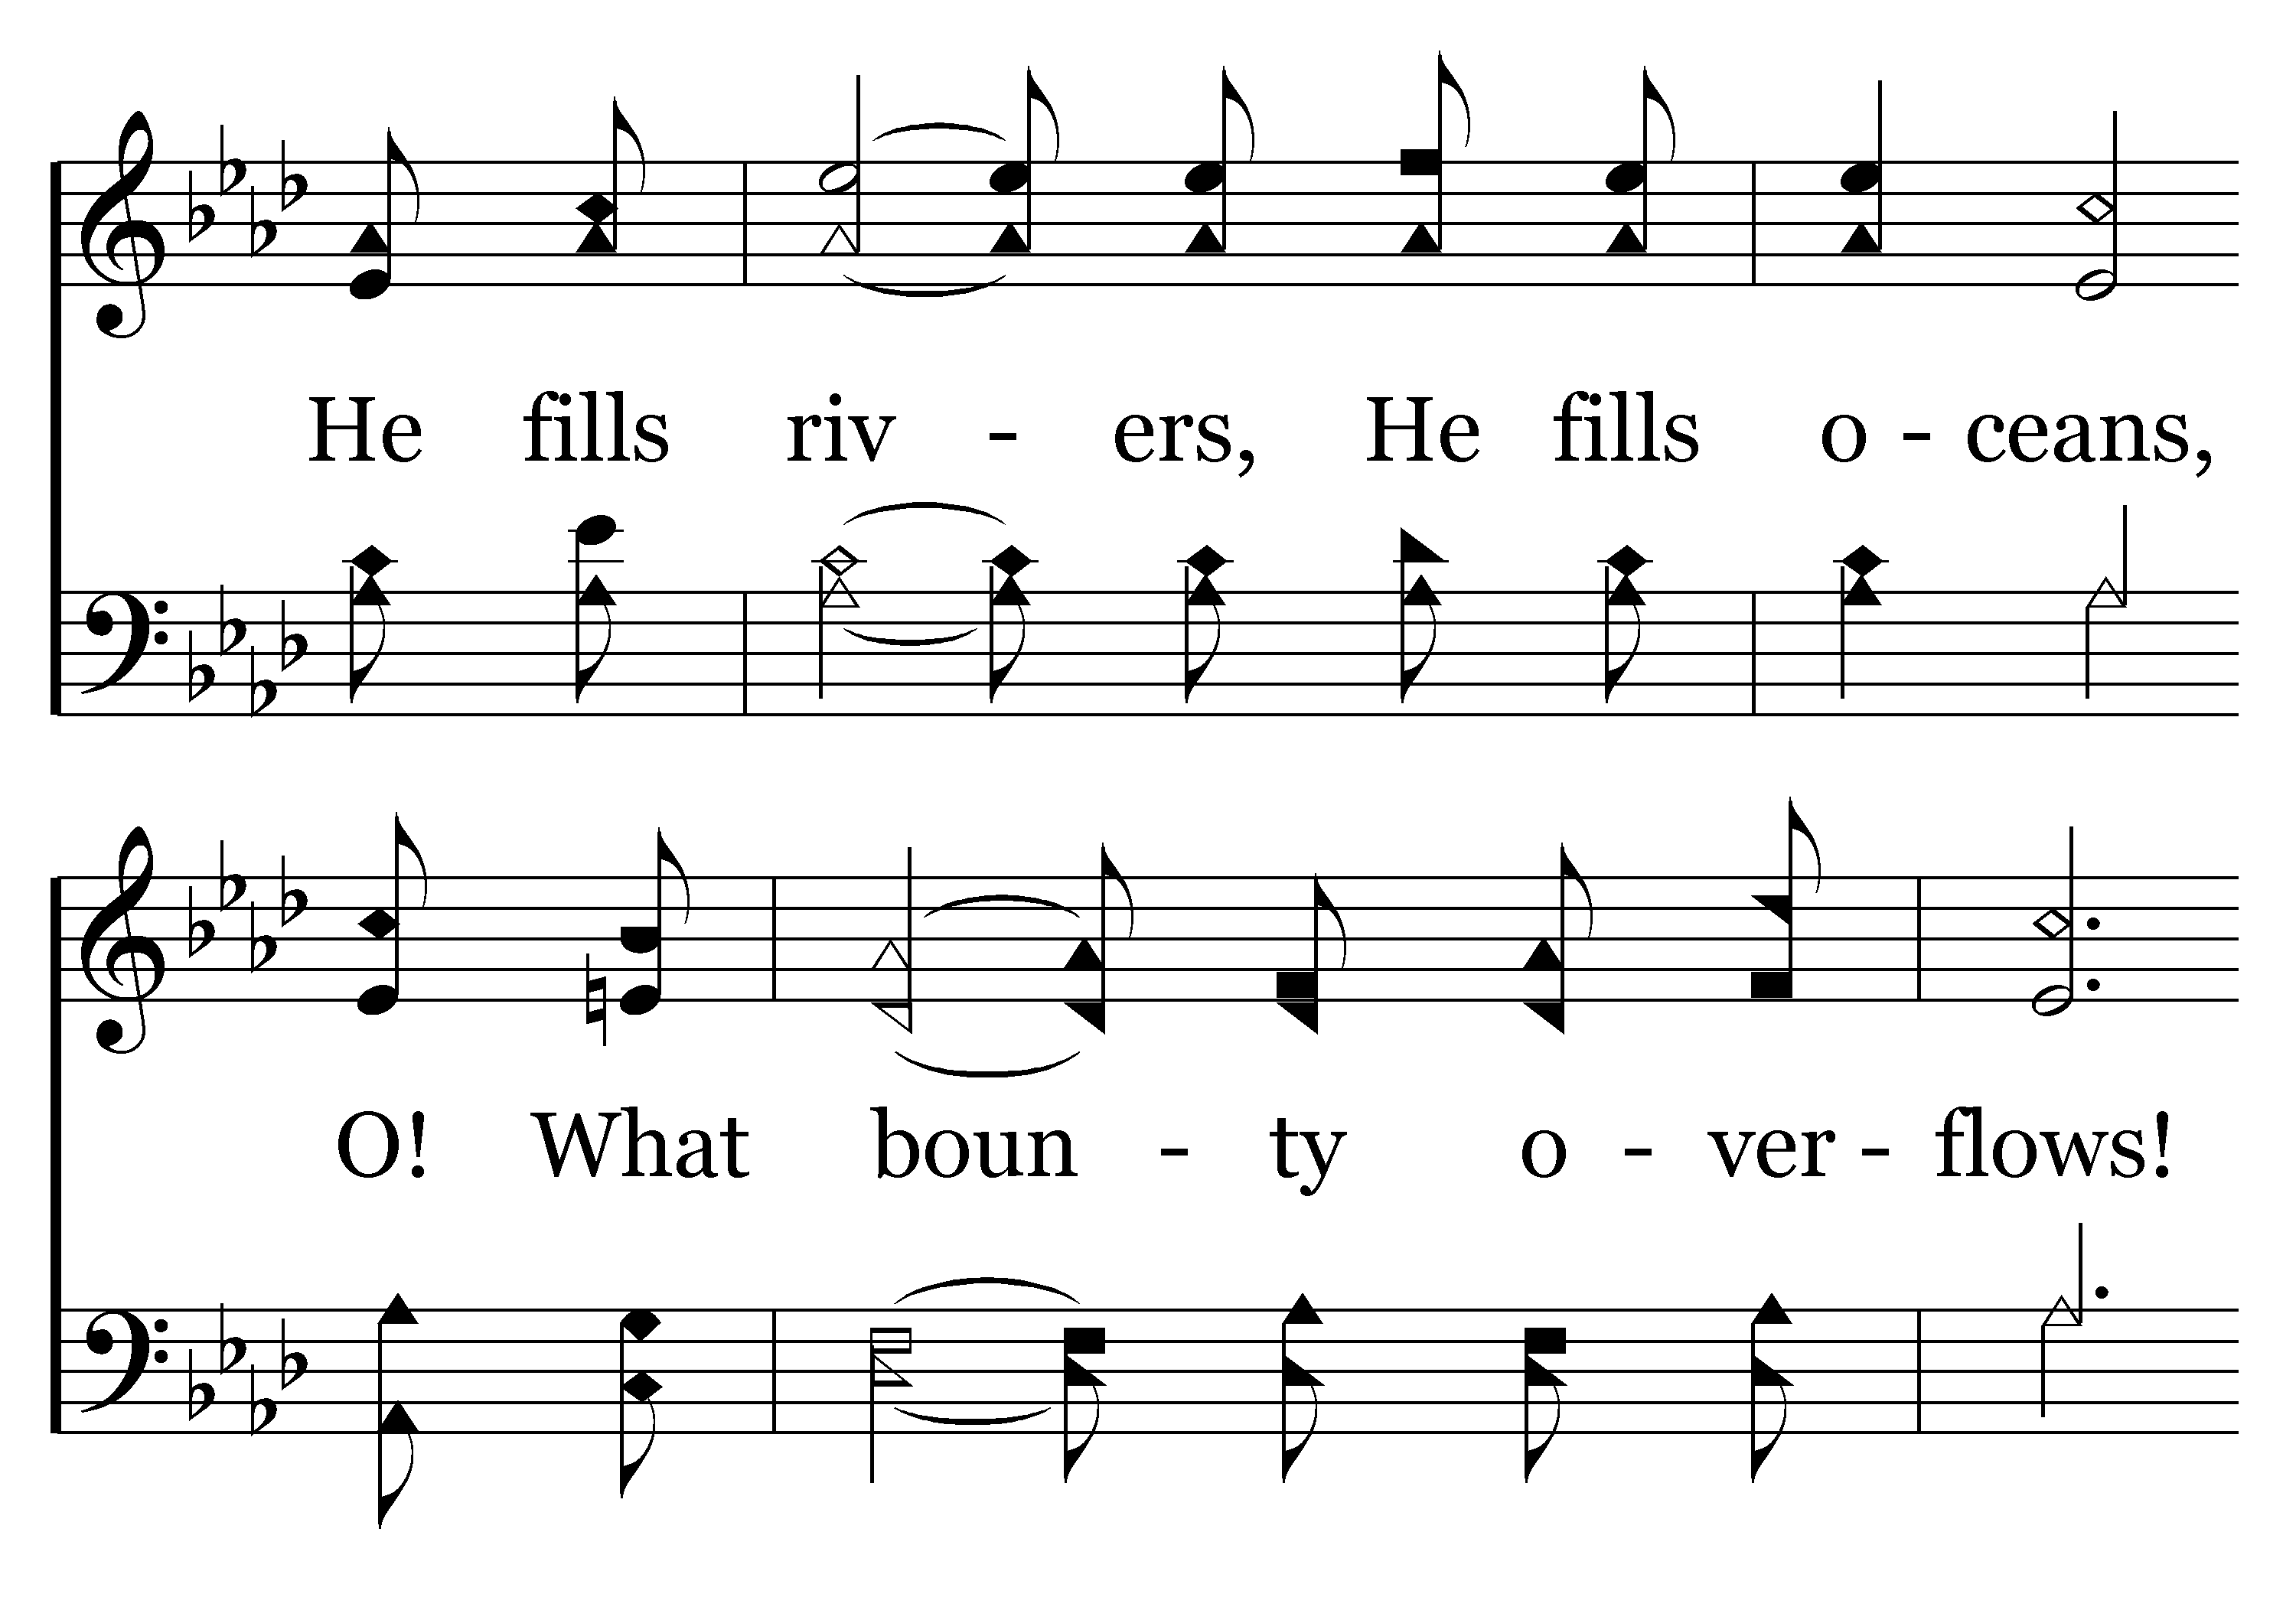 He fills riv - ers, He fills o - ceans,
O! What boun - ty o - ver - flows!